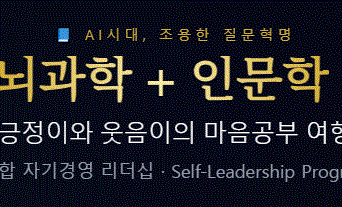 AI시대, 조용한 질문혁명
뇌과학 + 인문학
긍정이와 웃음이의 마음공부 여행
합 자기경영 리더십 · Self-Leadership Progr